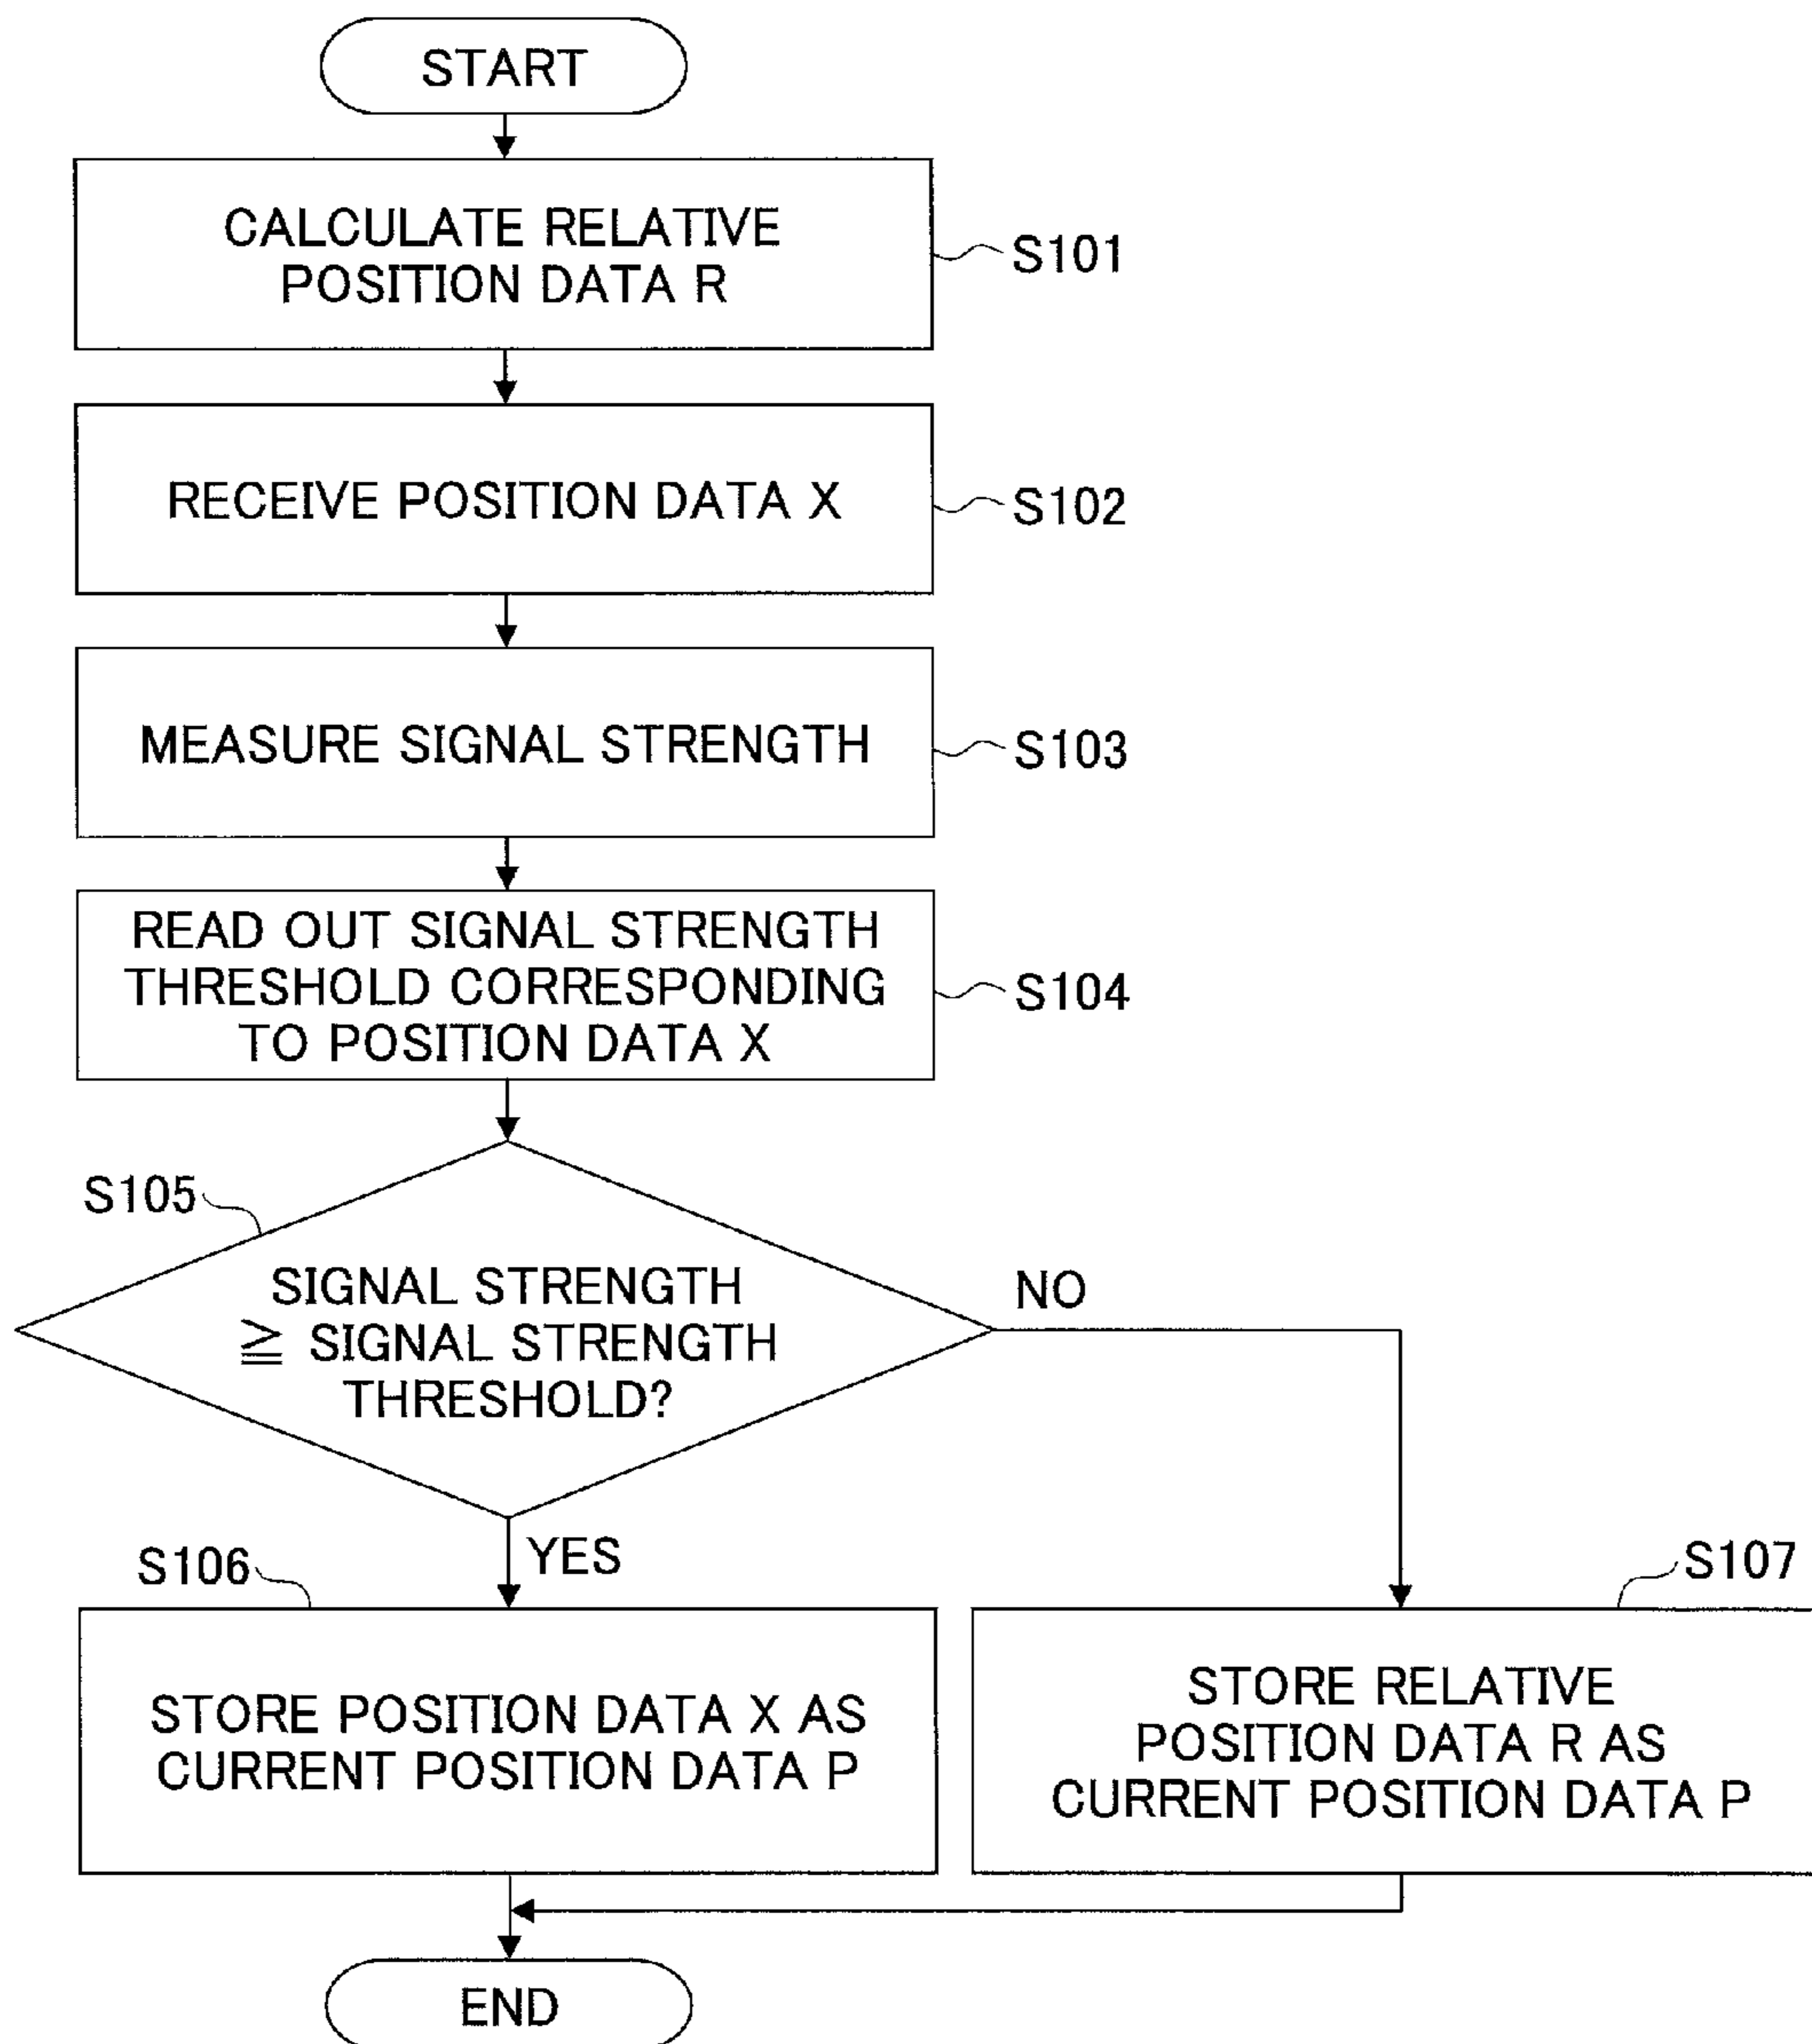 START
CALCULATE RELATIVE
POSITION DATA R
S101
RECEIVE POSITION DATA X
S102
MEASURE SIGNAL STRENGTH
S103
READ OUT SIGNAL STRENGTH
THRESHOLD CORRESPONDING
TO POSITION DATA X
S104
S105
SIGNAL STRENGTH
≧ SIGNAL STRENGTH
THRESHOLD?
NO
YES
S106
STORE POSITION DATA X AS
CURRENT POSITION DATA P
S107
STORE RELATIVE
POSITION DATA R AS
CURRENT POSITION DATA P
END